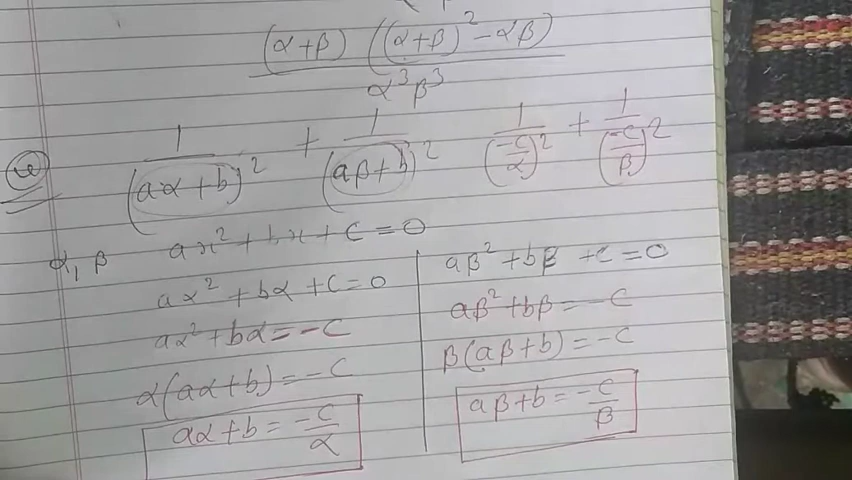 (α+β) ((α+β)² - αβ)
α³β³
1/(aα+b)² + 1/(aβ+b)² 1/(-c/α)² + 1/(-c/β)²
α, β ax² + bx + c = 0
aα² + bα + c = 0
aα² + bα = -c
α(aα+b) = -c
aα + b = -c/α
aβ² + bβ + c = 0
aβ² + bβ = -c
β(aβ+b) = -c
aβ + b = -c/β